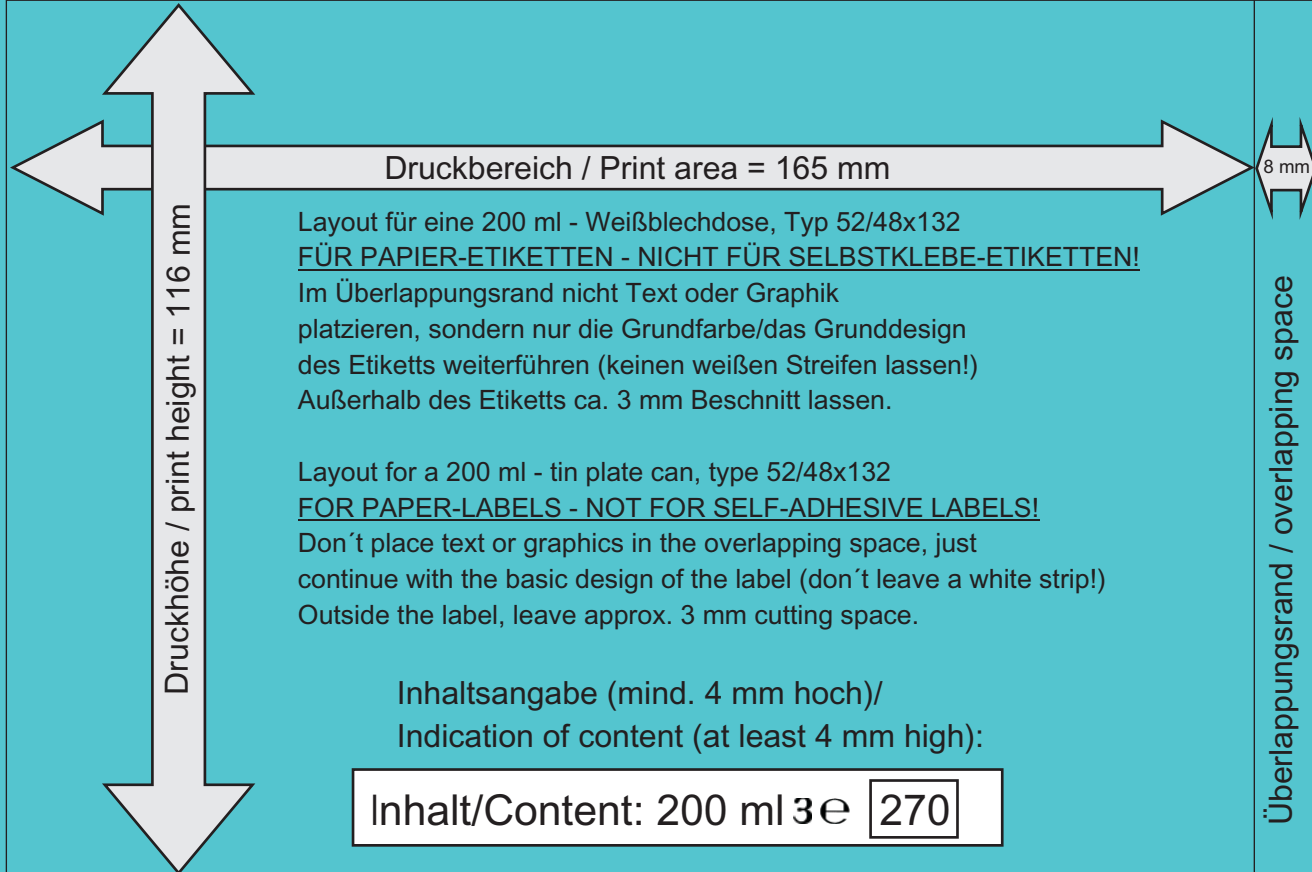 Druckbereich / Print area = 165 mm
8 mm
Druckhöhe / print height = 116 mm
Layout für eine 200 ml - Weißblechdose, Typ 52/48x132
FÜR PAPIER-ETIKETTEN - NICHT FÜR SELBSTKLEBE-ETIKETTEN!
Im Überlappungsrand nicht Text oder Graphik
platzieren, sondern nur die Grundfarbe/das Grunddesign
des Etiketts weiterführen (keinen weißen Streifen lassen!)
Außerhalb des Etiketts ca. 3 mm Beschnitt lassen.
Layout for a 200 ml - tin plate can, type 52/48x132
FOR PAPER-LABELS - NOT FOR SELF-ADHESIVE LABELS!
Don´t place text or graphics in the overlapping space, just
continue with the basic design of the label (don´t leave a white strip!)
Outside the label, leave approx. 3 mm cutting space.
Inhaltsangabe (mind. 4 mm hoch)/
Indication of content (at least 4 mm high):
Inhalt/Content: 200 ml 3 ℮ 270
Überlappungsrand / overlapping space